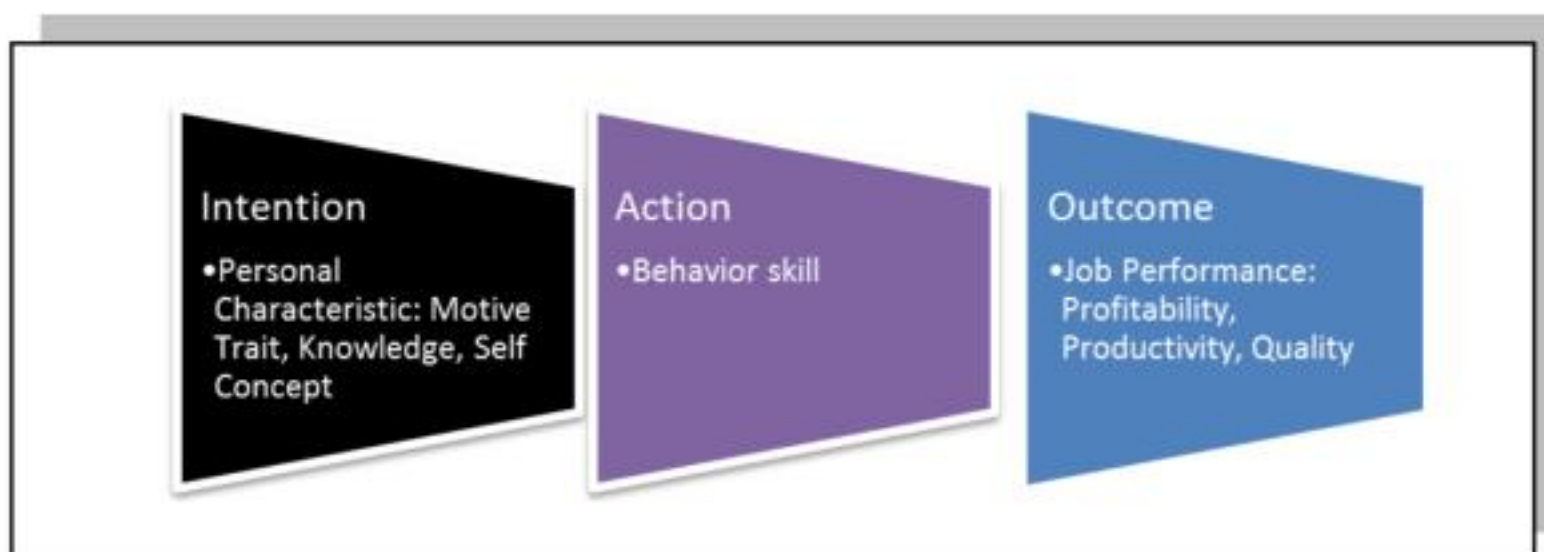 Intention
•Personal
Characteristic: Motive
Trait, Knowledge, Self
Concept
Action
•Behavior skill
Outcome
•Job Performance:
Profitability,
Productivity, Quality